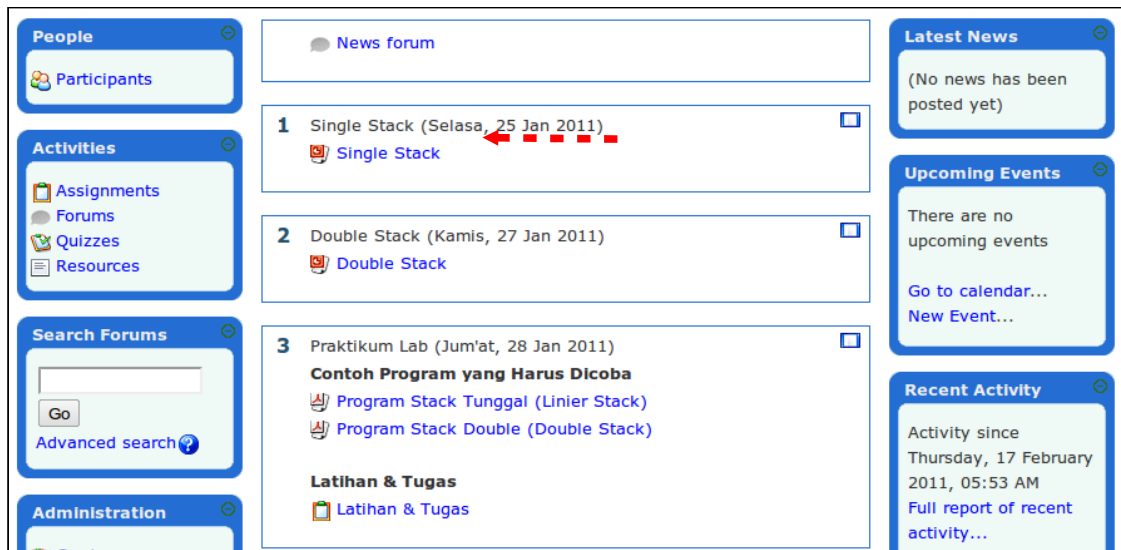 People
Participants
Activities
Assignments
Forums
Quizzes
Resources
Search Forums
Go
Advanced search
Administration
News forum
1 Single Stack (Selasa, 25 Jan 2011)
Single Stack
2 Double Stack (Kamis, 27 Jan 2011)
Double Stack
3 Praktikum Lab (Jum'at, 28 Jan 2011)
Contoh Program yang Harus Dicoba
Program Stack Tunggal (Linier Stack)
Program Stack Double (Double Stack)
Latihan & Tugas
Latihan & Tugas
Latest News
(No news has been
posted yet)
Upcoming Events
There are no
upcoming events
Go to calendar...
New Event...
Recent Activity
Activity since
Thursday, 17 February
2011, 05:53 AM
Full report of recent
activity...